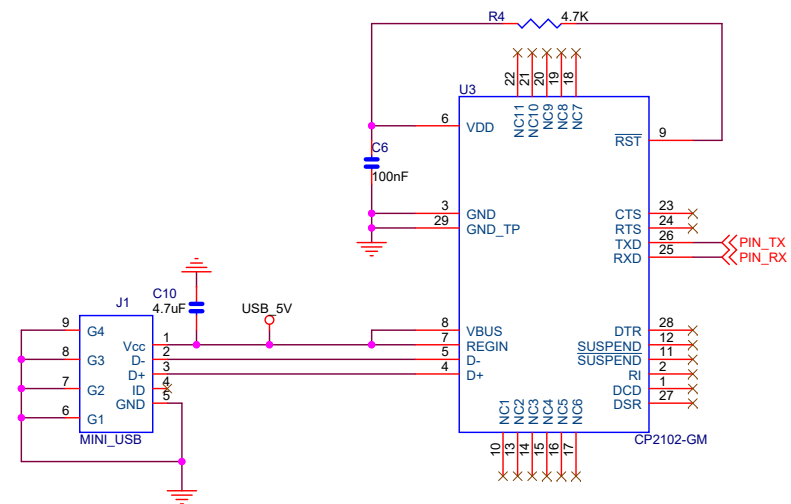 R4 4.7K
22 21 20 19 18
U3
NC11 NC10 NC9 NC8 NC7
6 VDD
RST 9
C6
100nF
3 GND
29 GND_TP
CTS 23
RTS 24
TXD 26 PIN_TX
RXD 25 PIN_RX
C10
4.7uF
USB_5V
J1
9 G4
8 G3
7 G2
6 G1
Vcc 1
D- 2
D+ 3
ID 4
GND 5
MINI_USB
8 VBUS
7 REGIN
5 D-
4 D+
DTR 28
SUSPEND 12
SUSPEND 11
RI 2
DCD 1
DSR 27
NC1 NC2 NC3 NC4 NC5 NC6
10 13 14 15 16 17
CP2102-GM